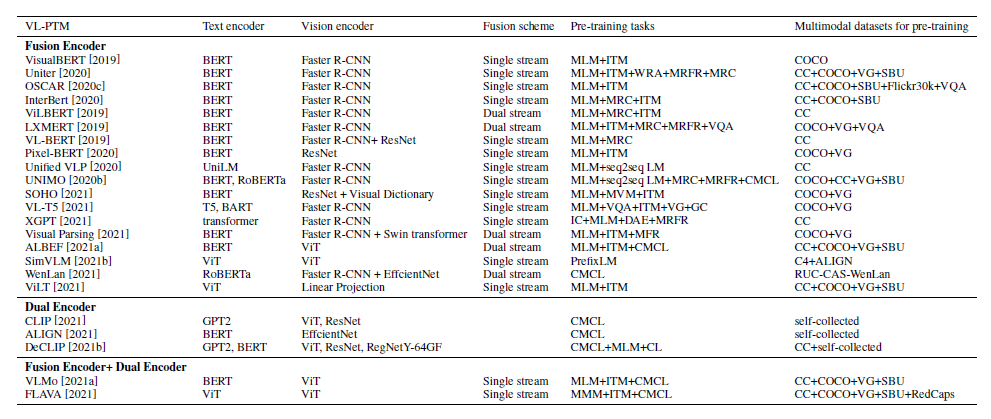 VL-PTM Text encoder Vision encoder Fusion scheme Pre-training tasks Multimodal datasets for pre-training
Fusion Encoder
VisualBERT [2019] BERT Faster R-CNN Single stream MLM+ITM COCO
Uniter [2020] BERT Faster R-CNN Single stream MLM+ITM+WRA+MRFR+MRC CC+COCO+VG+SBU
OSCAR [2020c] BERT Faster R-CNN Single stream MLM+ITM CC+COCO+SBU+Flickr30k+VQA
InterBert [2020] BERT Faster R-CNN Single stream MLM+MRC+ITM CC+COCO+SBU
ViLBERT [2019] BERT Faster R-CNN Dual stream MLM+MRC+ITM CC
LXMERT [2019] BERT Faster R-CNN Dual stream MLM+ITM+MRC+MRFR+VQA COCO+VG+VQA
VL-BERT [2019] BERT Faster R-CNN+ ResNet Single stream MLM+MRC CC
Pixel-BERT [2020] BERT ResNet Single stream MLM+ITM COCO+VG
Unified VLP [2020] UniLM Faster R-CNN Single stream MLM+seq2seq LM CC
UNIMO [2020b] BERT, RoBERTa Faster R-CNN Single stream MLM+seq2seq LM+MRC+MRFR+CMCL COCO+CC+VG+SBU
SOHO [2021] BERT ResNet + Visual Dictionary Single stream MLM+MVM+ITM COCO+VG
VL-T5 [2021] T5, BART Faster R-CNN Single stream MLM+VQA+ITM+VG+GC COCO+VG
XGPT [2021] transformer Faster R-CNN Single stream IC+MLM+DAE+MRFR CC
Visual Parsing [2021] BERT Faster R-CNN + Swin transformer Dual stream MLM+ITM+MFR COCO+VG
ALBEF [2021a] BERT ViT Dual stream MLM+ITM+CMCL CC+COCO+VG+SBU
SimVLM [2021b] ViT ViT Single stream PrefixLM C4+ALIGN
WenLan [2021] RoBERTa Faster R-CNN + EffcientNet Dual stream CMCL RUC-CAS-WenLan
ViLT [2021] ViT Linear Projection Single stream MLM+ITM CC+COCO+VG+SBU
Dual Encoder
CLIP [2021] GPT2 ViT, ResNet CMCL self-collected
ALIGN [2021] BERT EffcientNet CMCL self-collected
DeCLIP [2021b] GPT2, BERT ViT, ResNet, RegNetY-64GF CMCL+MLM+CL CC+self-collected
Fusion Encoder+ Dual Encoder
VLMo [2021a] BERT ViT Single stream MLM+ITM+CMCL CC+COCO+VG+SBU
FLAVA [2021] ViT ViT Single stream MMM+ITM+CMCL CC+COCO+VG+SBU+RedCaps